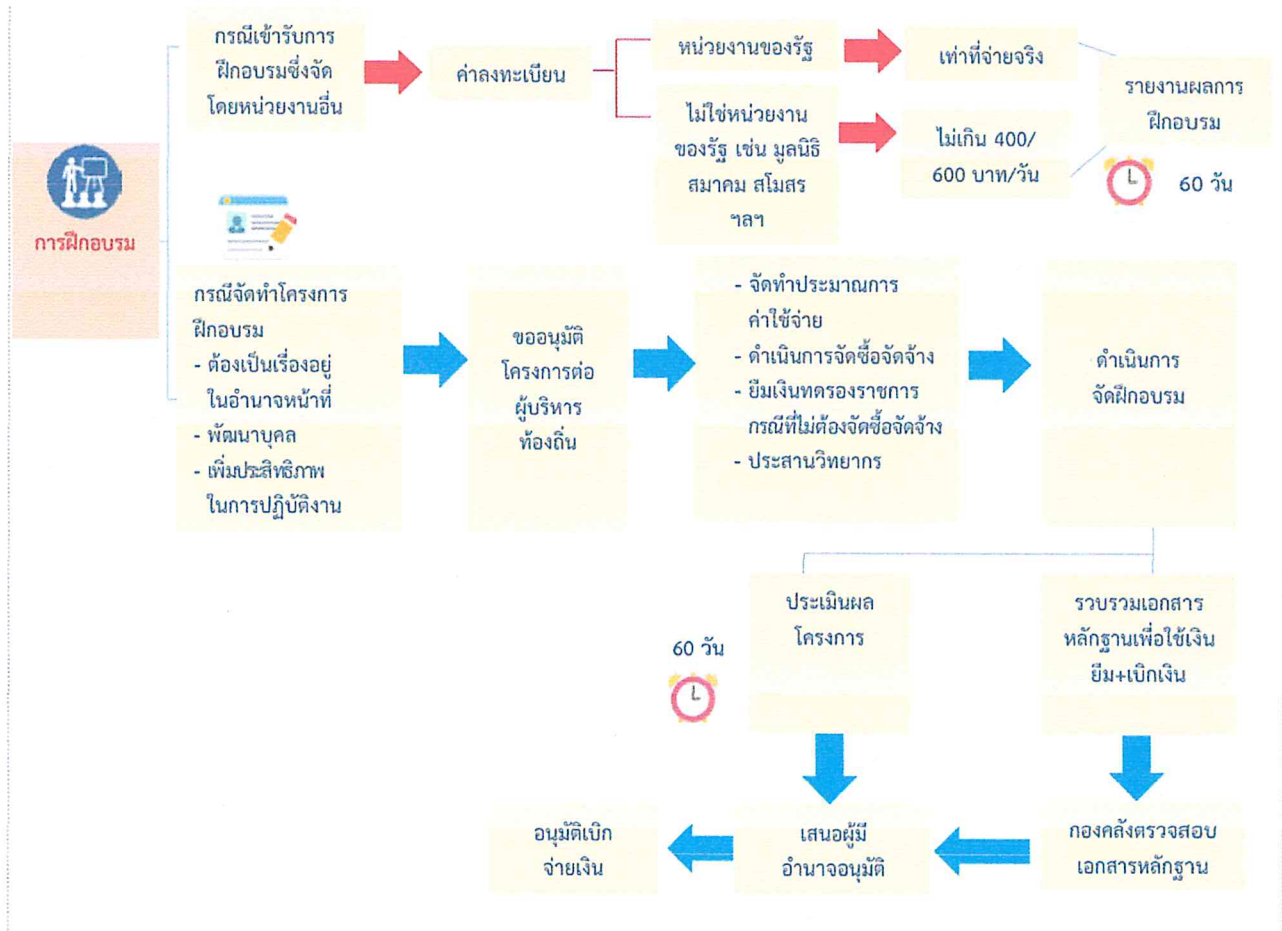 การฝึกอบรม
กรณีเข้ารับการ
ฝึกอบรมซึ่งจัด
โดยหน่วยงานอื่น
ค่าลงทะเบียน
หน่วยงานของรัฐ
เท่าที่จ่ายจริง
ไม่ใช่หน่วยงาน
ของรัฐ เช่น มูลนิธิ
สมาคม สโมสร
ฯลฯ
ไม่เกิน 400/
600 บาท/วัน
รายงานผลการ
ฝึกอบรม
60 วัน
กรณีจัดทำโครงการ
ฝึกอบรม
- ต้องเป็นเรื่องอยู่
ในอำนาจหน้าที่
- พัฒนาบุคล
- เพิ่มประสิทธิภาพ
ในการปฏิบัติงาน
ขออนุมัติ
โครงการต่อ
ผู้บริหาร
ท้องถิ่น
- จัดทำประมาณการ
ค่าใช้จ่าย
- ดำเนินการจัดซื้อจัดจ้าง
- ยืมเงินทดรองราชการ
กรณีที่ไม่ต้องจัดซื้อจัดจ้าง
- ประสานวิทยากร
ดำเนินการ
จัดฝึกอบรม
ประเมินผล
โครงการ
60 วัน
รวบรวมเอกสาร
หลักฐานเพื่อใช้เงิน
ยืม+เบิกเงิน
กองคลังตรวจสอบ
เอกสารหลักฐาน
เสนอผู้มี
อำนาจอนุมัติ
อนุมัติเบิก
จ่ายเงิน